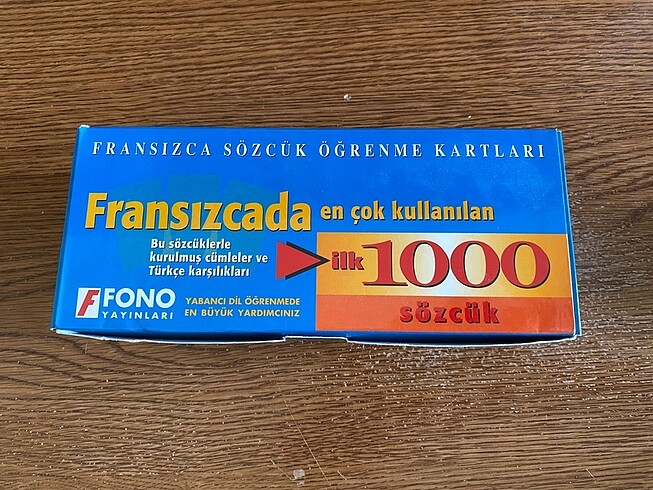 FRANSIZCA SÖZCÜK ÖĞRENME KARTLARI
Fransızcada en çok kullanılan
Bu sözcüklerle
kurulmuş cümleler ve
Türkçe karşılıkları
ilk 1000
sözcük
F FONO
YAYINLARI
YABANCI DİL ÖĞRENMEDE
EN BÜYÜK YARDIMCINIZ